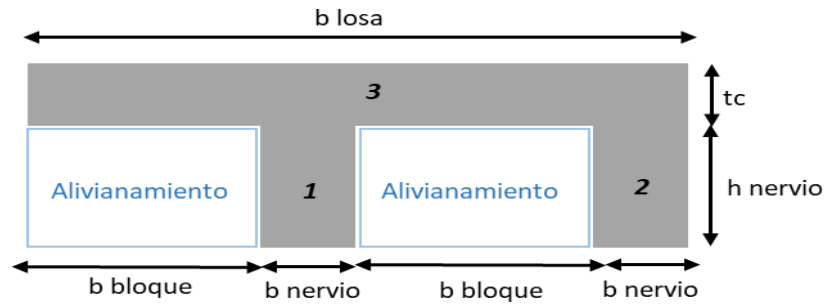 b losa
3
tc
Alivianamiento
1
Alivianamiento
2
h nervio
b bloque
b nervio
b bloque
b nervio